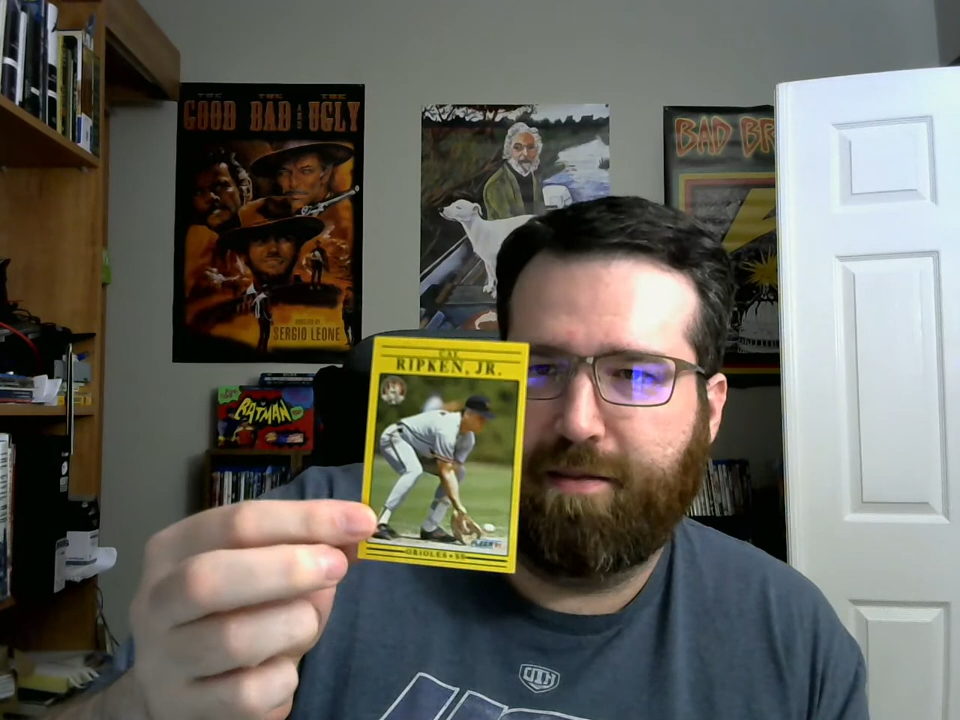 THE THE THE
GOOD BAD AND UGLY
DIRECTED BY
SERGIO LEONE
BAD BR
BATMAN
CAL
RIPKEN, JR.
FLEER '91
ORIOLES • SS